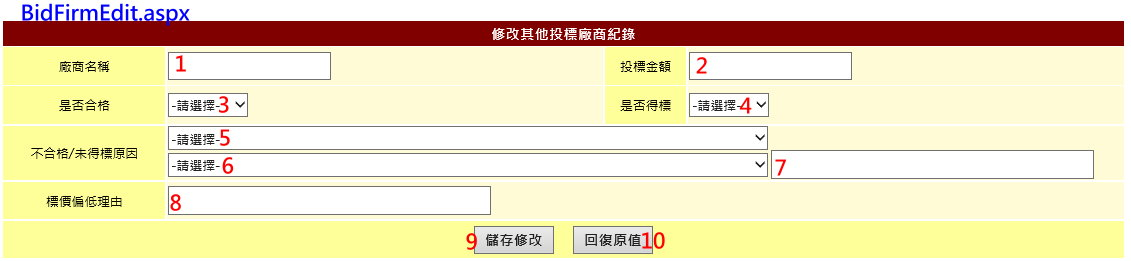 BidFirmEdit.aspx
修改其他投標廠商紀錄
廠商名稱 1 投標金額 2
是否合格 -請選擇- 3 是否得標 -請選擇- 4
不合格/未得標原因 -請選擇- 5
-請選擇- 6 7
標價偏低理由 8
9 儲存修改 回復原值 10